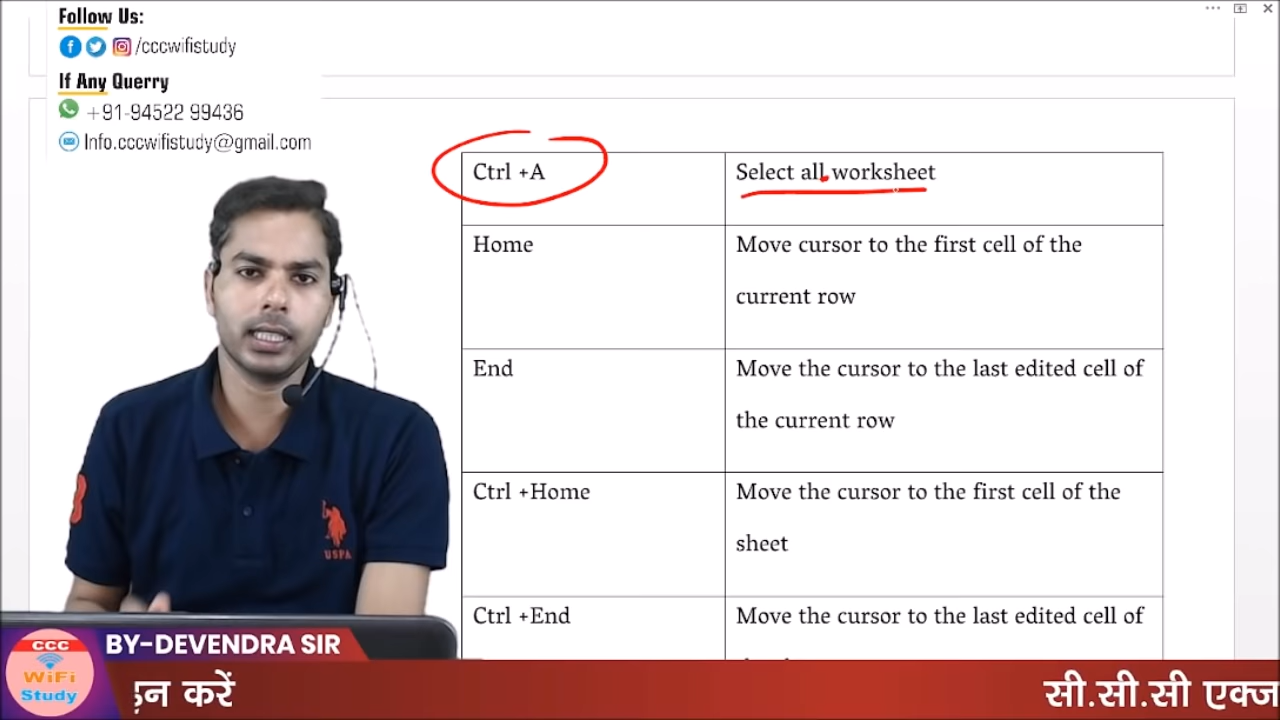 Follow Us:
/cccwifistudy
If Any Querry
+91-94522 99436
Info.cccwifistudy@gmail.com
Ctrl +A
Select all worksheet
Home
Move cursor to the first cell of the
current row
End
Move the cursor to the last edited cell of
the current row
Ctrl +Home
Move the cursor to the first cell of the
sheet
Ctrl +End
Move the cursor to the last edited cell of
USPA
3
CCC
WiFi
Study
BY-DEVENDRA SIR
करें
सी.सी.सी एक्ज